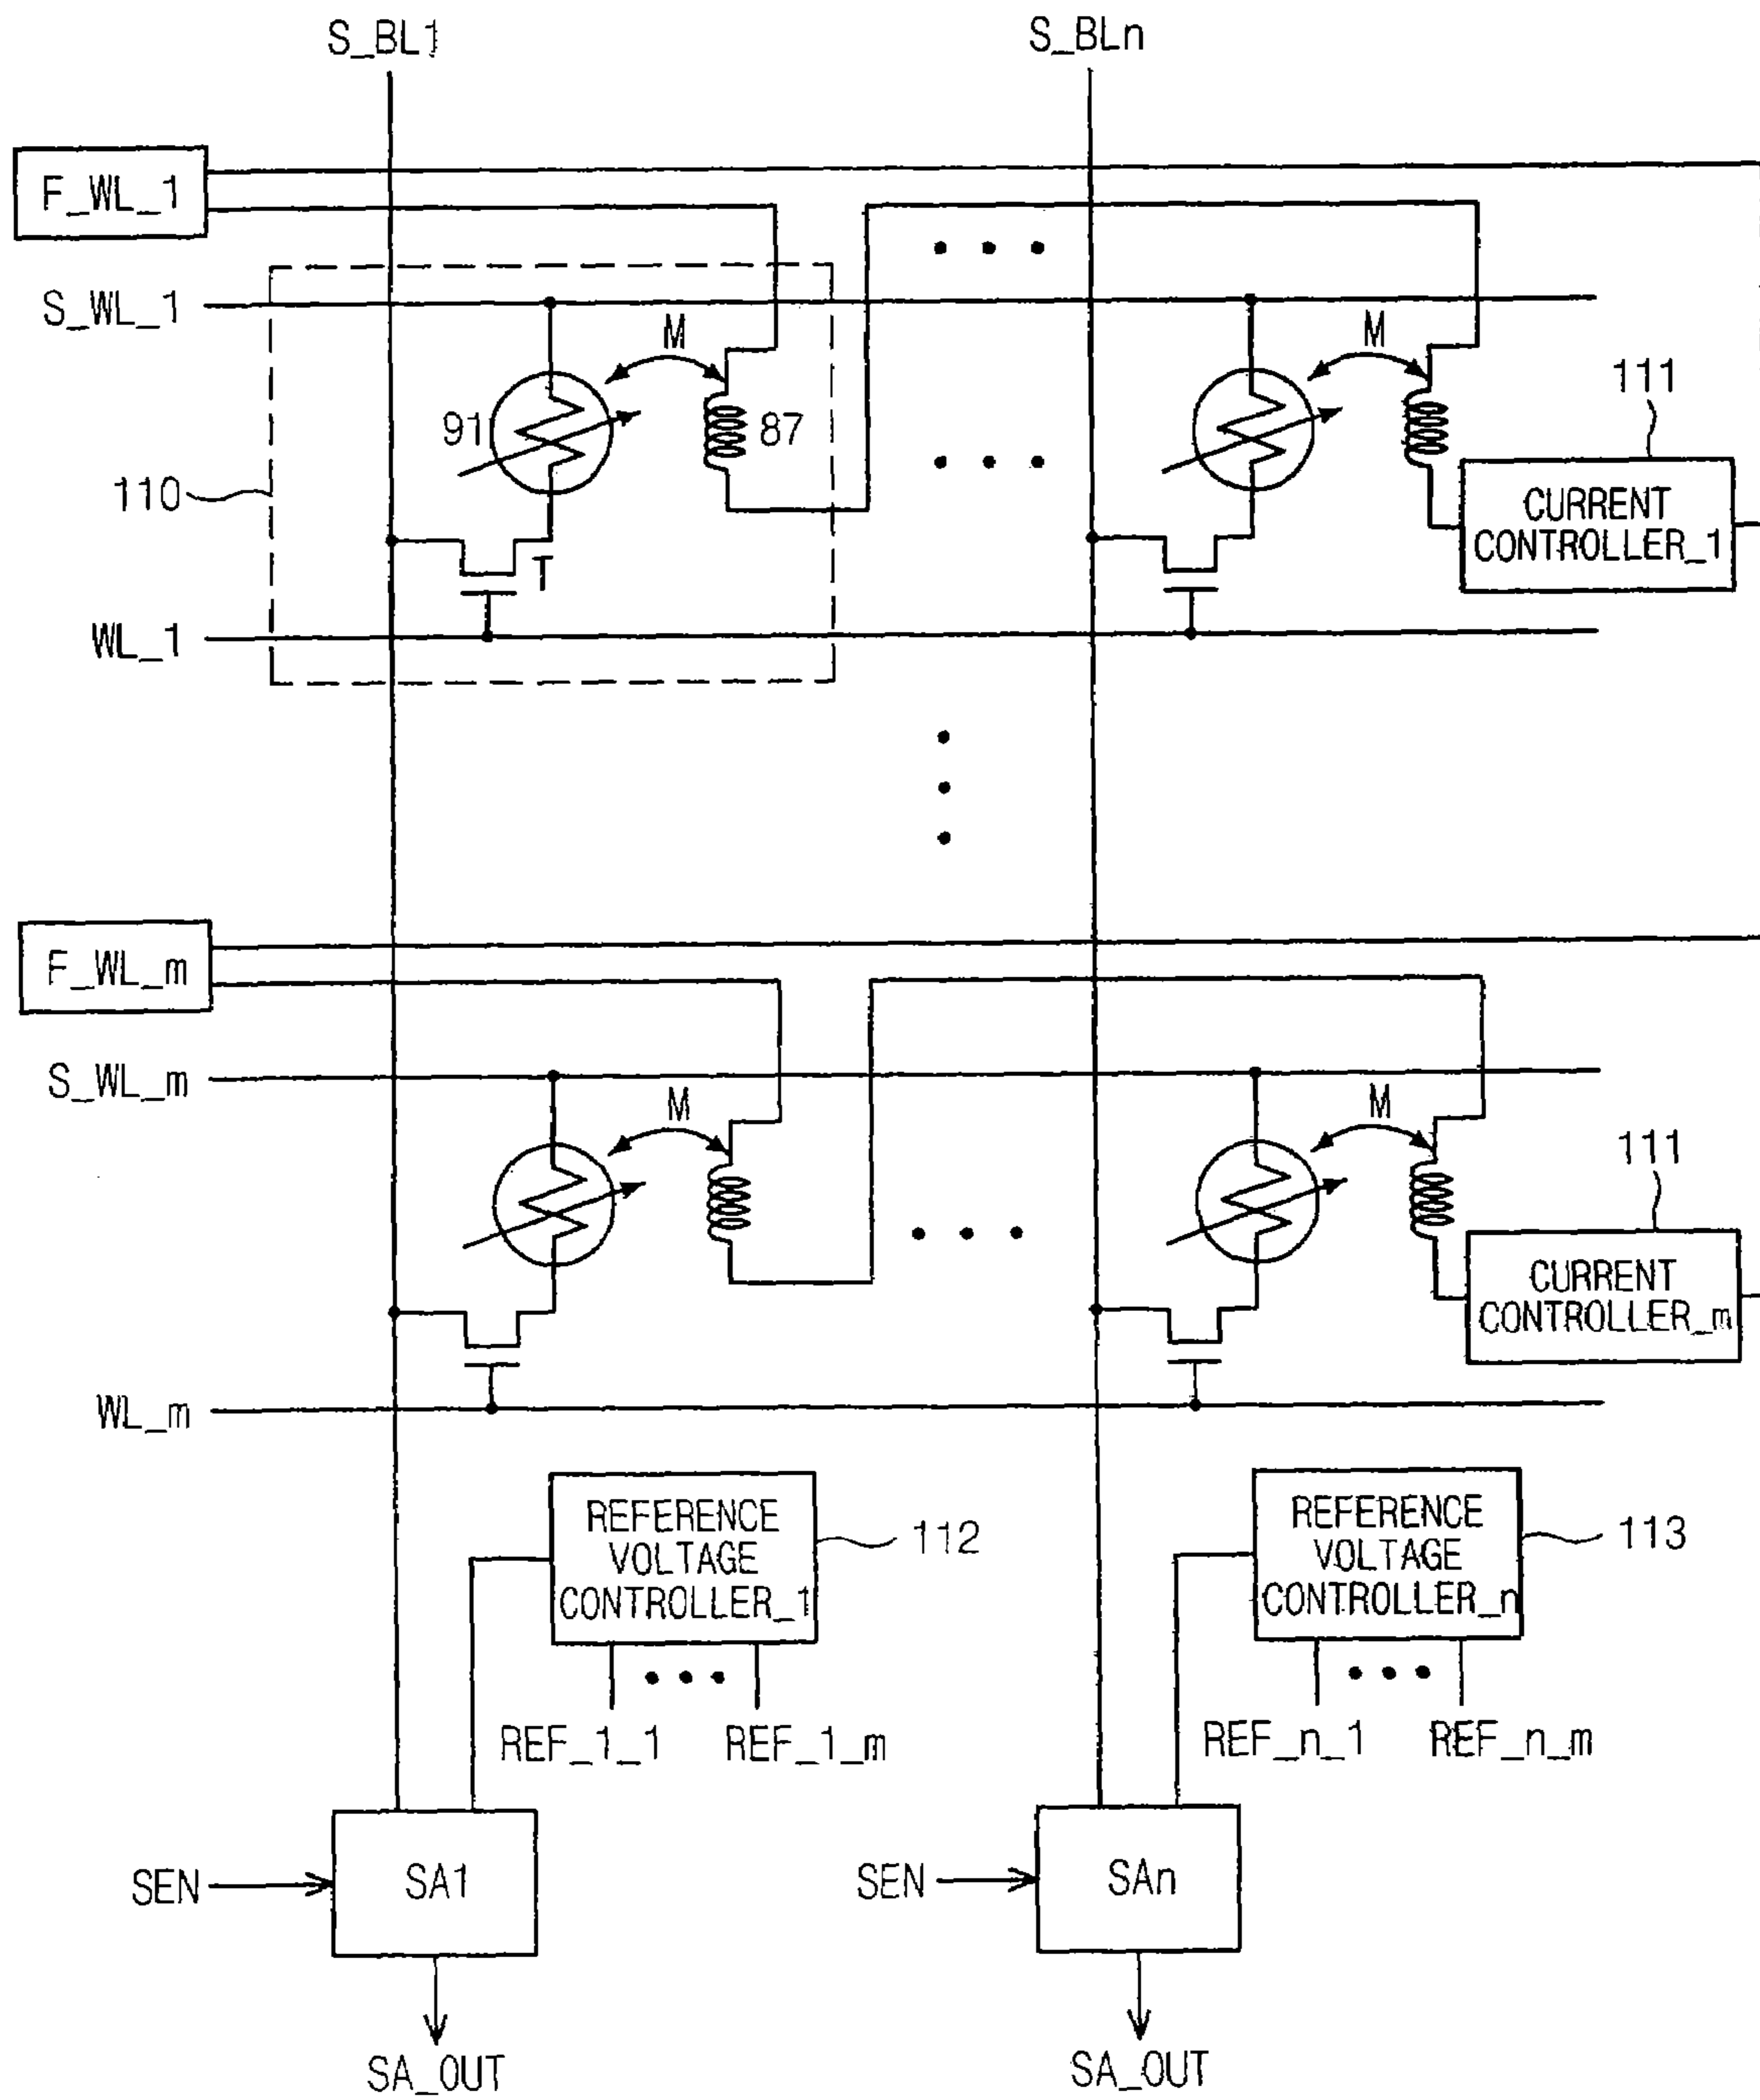 S_BL1
S_BLn
F_WL_1
S_WL_1
M
M
111
91
87
110
CURRENT
CONTROLLER_1
T
WL_1
F_WL_m
S_WL_m
M
M
111
CURRENT
CONTROLLER_m
WL_m
REFERENCE
VOLTAGE
CONTROLLER_1
112
REFERENCE
VOLTAGE
CONTROLLER_n
113
REF_1_1
REF_1_m
REF_n_1
REF_n_m
SEN
SA1
SEN
SAn
SA_OUT
SA_OUT